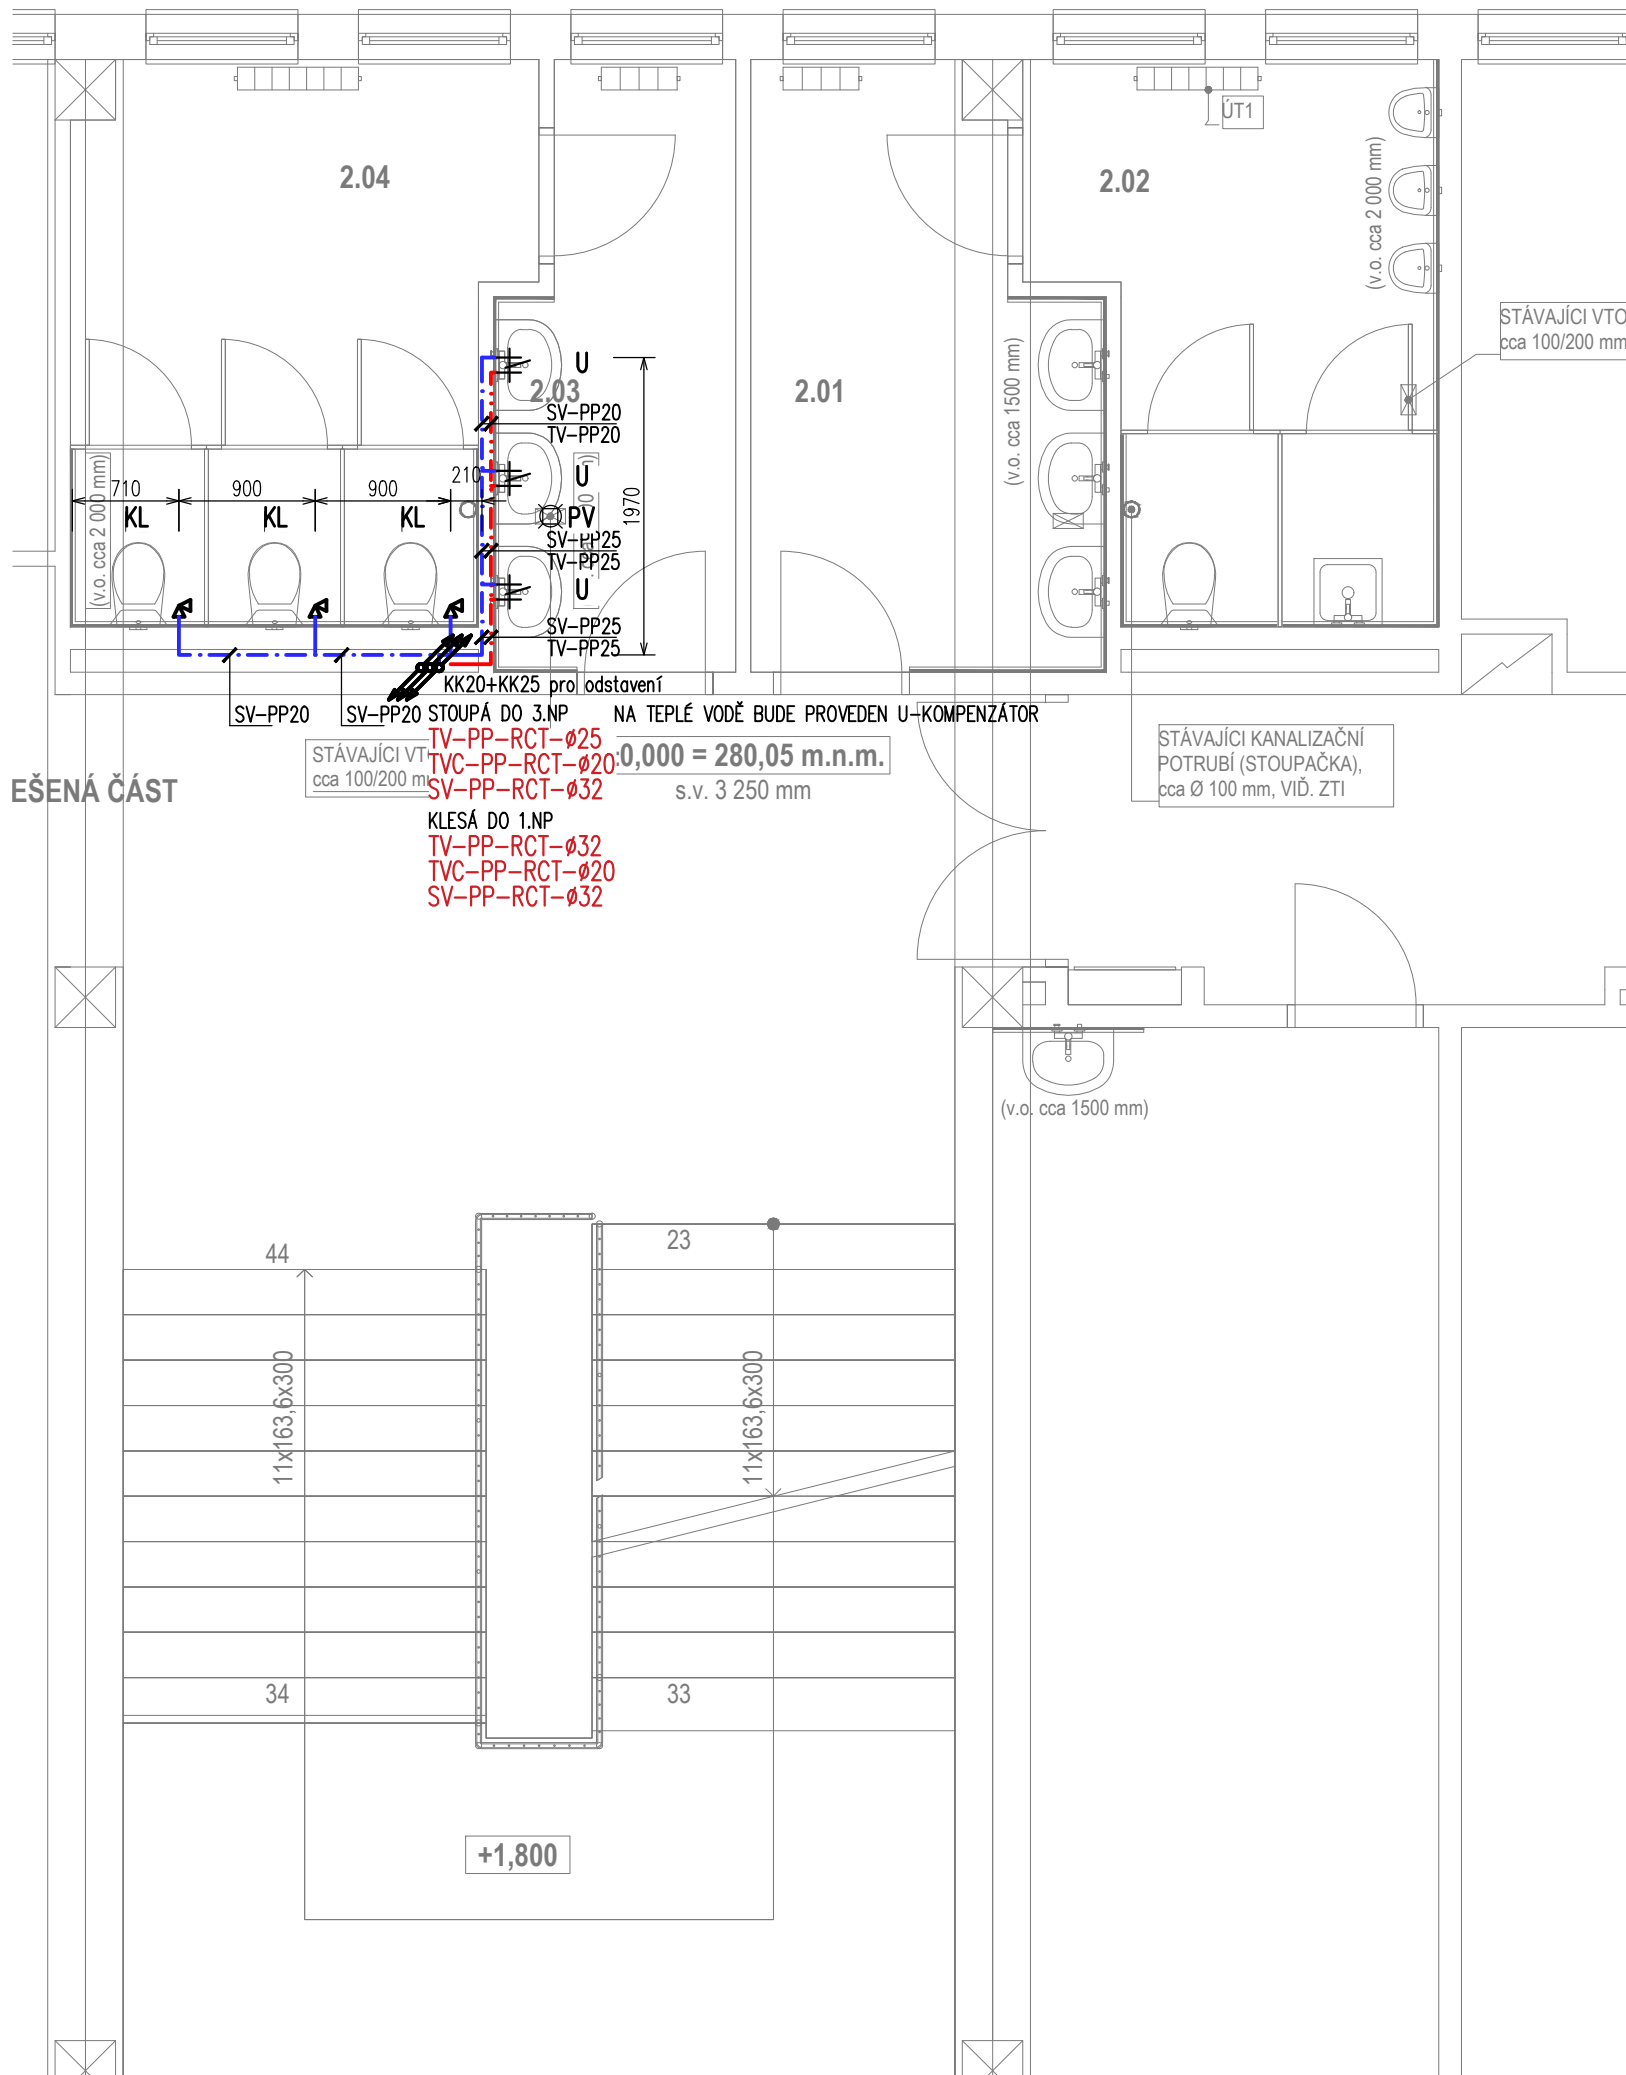 2.04
2.02
ÚT1
(v.o. cca 2 000 mm)
STÁVAJÍCI VTO
cca 100/200 mm
2.03
2.01
(v.o. cca 1500 mm)
U
SV-PP20
TV-PP20
U
1970
PV
SV-PP25
TV-PP25
U
SV-PP25
TV-PP25
710
900
900
210
KL
KL
KL
(v.o. cca 2 000 mm)
KK20+KK25 pro odstavení
SV-PP20
SV-PP20
STOUPÁ DO 3.NP
NA TEPLÉ VODĚ BUDE PROVEDEN U-KOMPENZÁTOR
TV-PP-RCT-ø25
TVC-PP-RCT-ø20
SV-PP-RCT-ø32
STÁVAJÍCI
cca 100/200
0,000 = 280,05 m.n.m.
s.v. 3 250 mm
STÁVAJÍCI KANALIZAČNÍ
POTRUBÍ (STOUPAČKA),
cca Ø 100 mm, VIĎ. ZTI
EŠENÁ ČÁST
KLESÁ DO 1.NP
TV-PP-RCT-ø32
TVC-PP-RCT-ø20
SV-PP-RCT-ø32
(v.o. cca 1500 mm)
44
23
11x163,6x300
11x163,6x300
34
33
+1,800